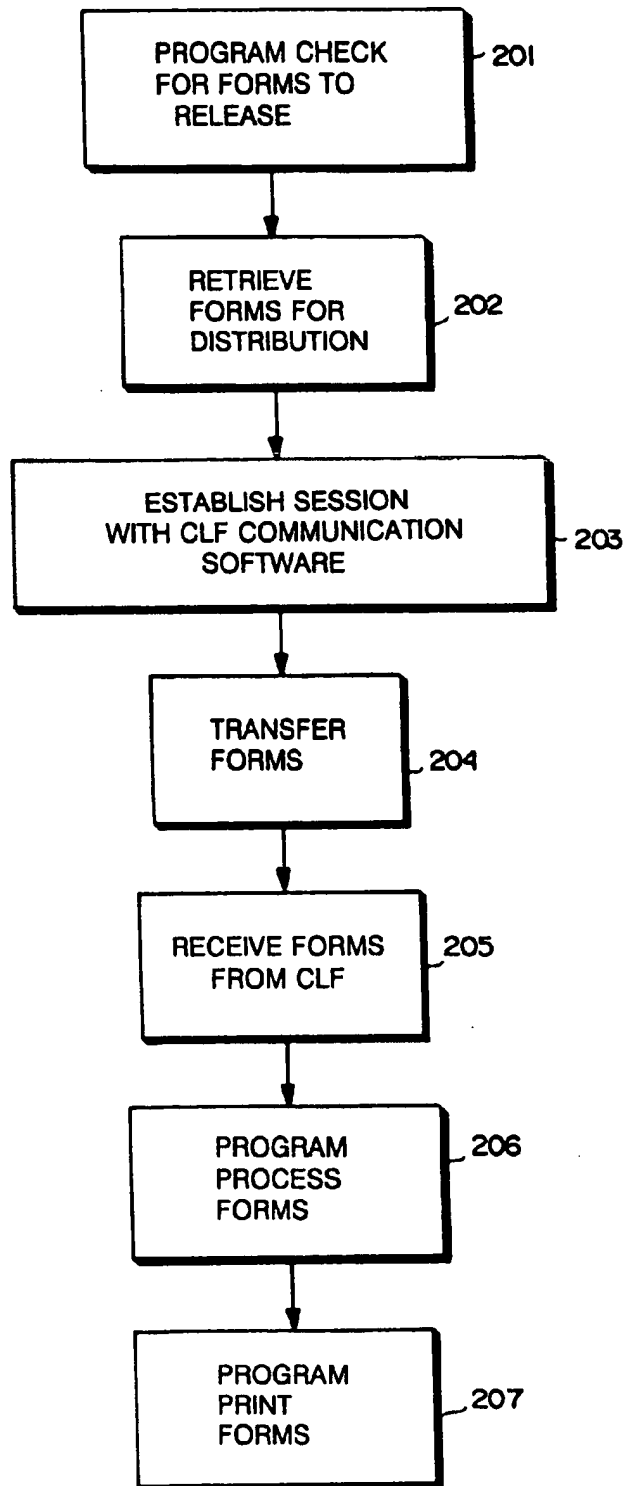 PROGRAM CHECK
FOR FORMS TO
RELEASE
201
RETRIEVE
FORMS FOR
DISTRIBUTION
202
ESTABLISH SESSION
WITH CLF COMMUNICATION
SOFTWARE
203
TRANSFER
FORMS
204
RECEIVE FORMS
FROM CLF
205
PROGRAM
PROCESS
FORMS
206
PROGRAM
PRINT
FORMS
207